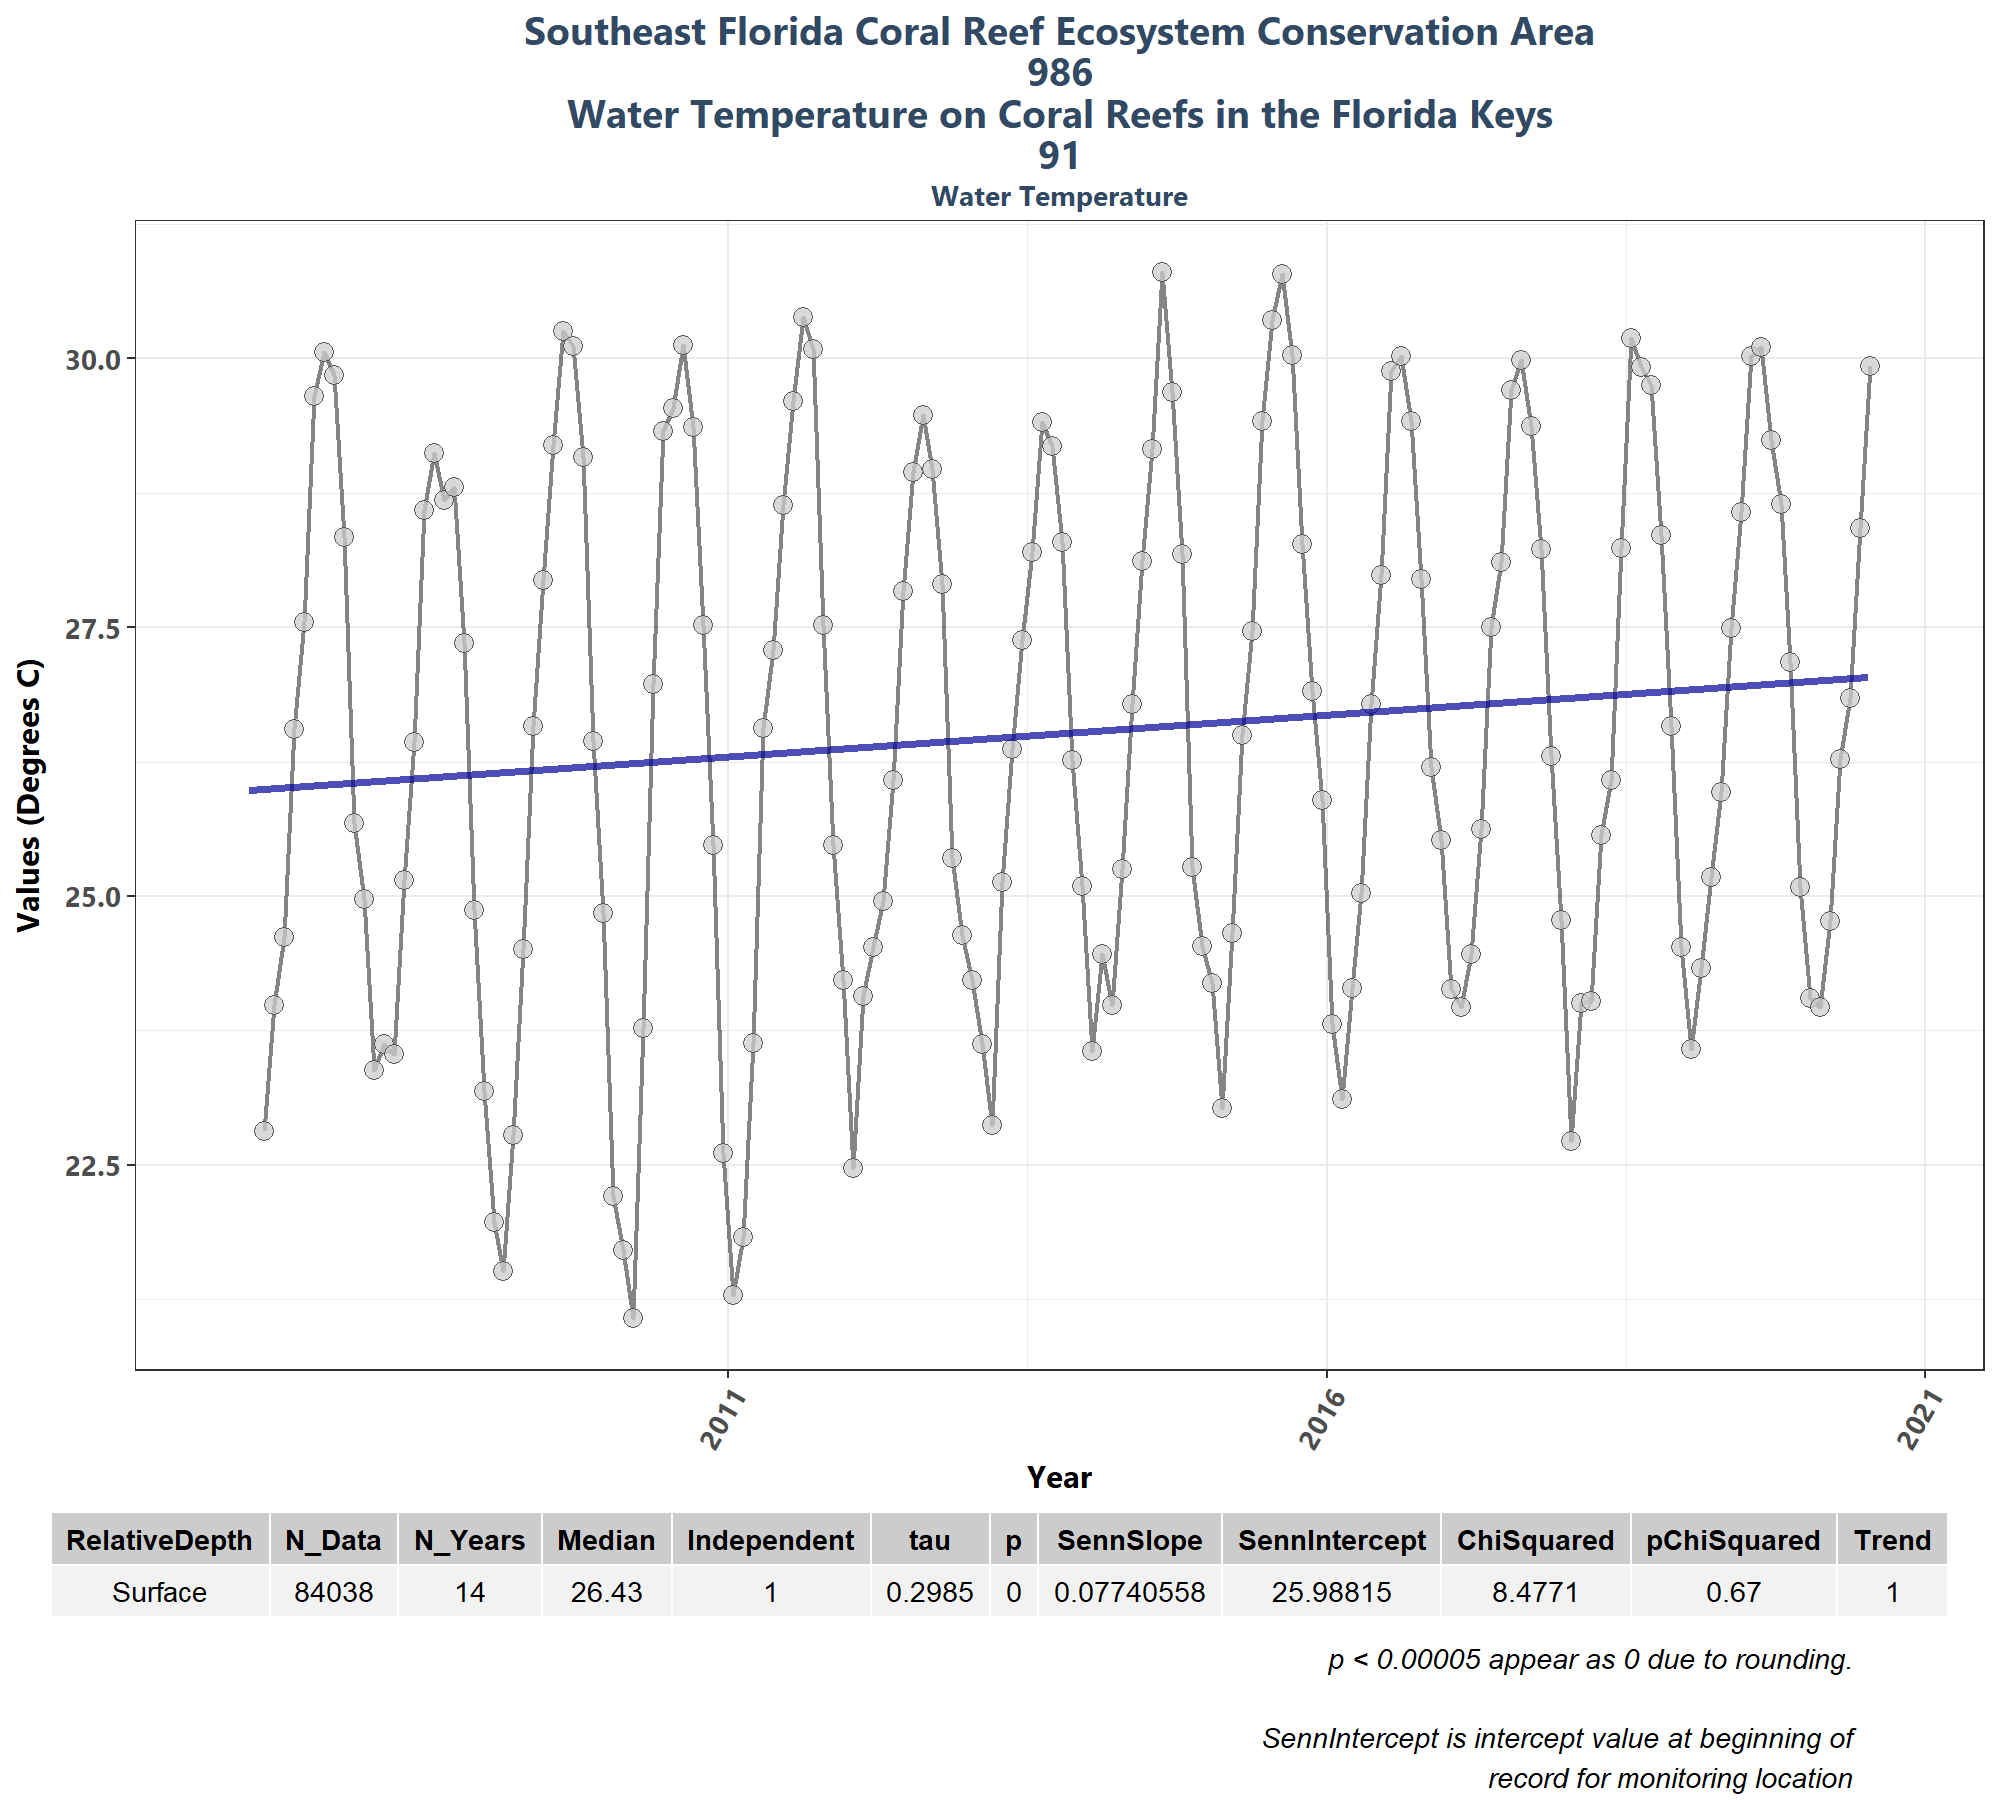 Southeast Florida Coral Reef Ecosystem Conservation Area
986
Water Temperature on Coral Reefs in the Florida Keys
91
Water Temperature
30.0
27.5
25.0
22.5
Values (Degrees C)
2011 2016 2021
Year
RelativeDepth N_Data N_Years Median Independent tau p SennSlope SennIntercept ChiSquared pChiSquared Trend
Surface 84038 14 26.43 1 0.2985 0 0.07740558 25.98815 8.4771 0.67 1
p < 0.00005 appear as 0 due to rounding.
SennIntercept is intercept value at beginning of
record for monitoring location